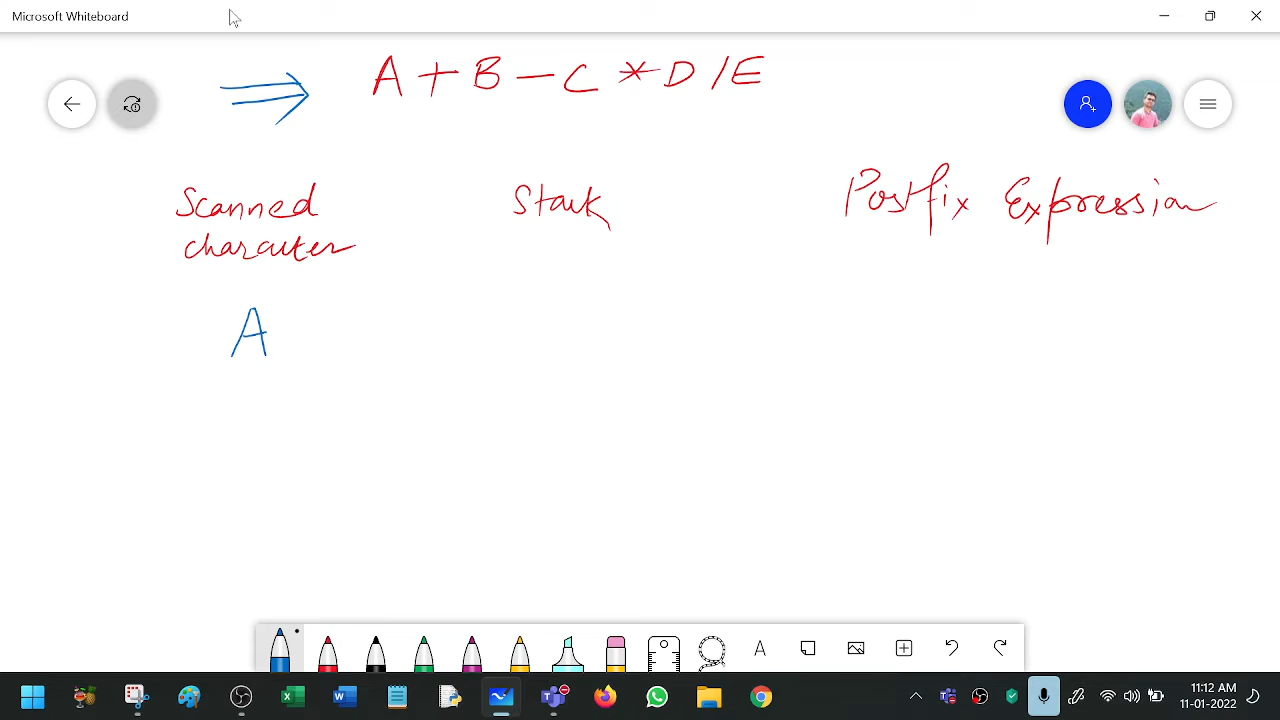 Microsoft Whiteboard
A + B - C * D / E
Scanned Stack Postfix Expression
character
A
A
11:12 AM
11-01-2022